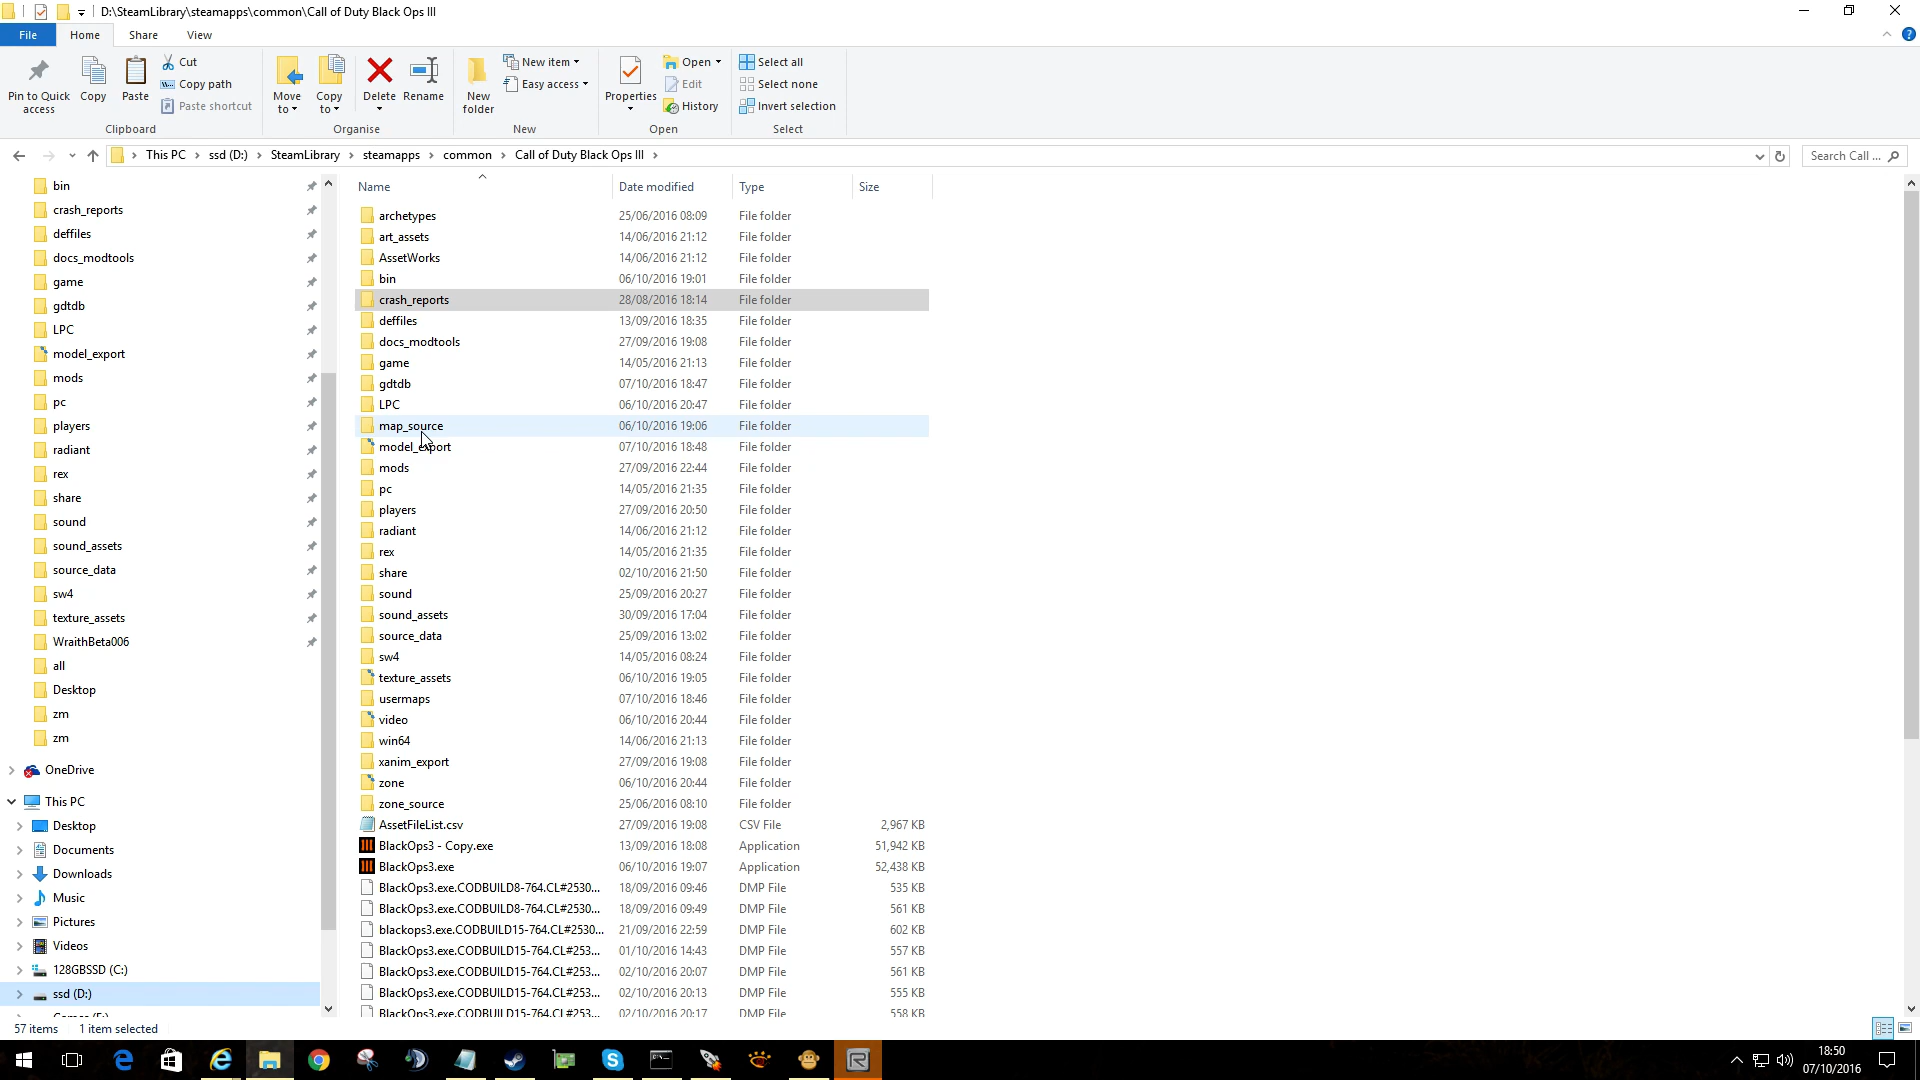 D:\SteamLibrary\steamapps\common\Call of Duty Black Ops III
File Home Share View
Pin to Quick access
Copy
Paste
Cut
Copy path
Paste shortcut
Clipboard
Move to
Copy to
Delete
Rename
Organise
New folder
New item
Easy access
New
Properties
Open
Edit
History
Open
Select all
Select none
Invert selection
Select
This PC ssd (D:) SteamLibrary steamapps common Call of Duty Black Ops III
Search Call ...
bin
crash_reports
deffiles
docs_modtools
game
gdtdb
LPC
model_export
mods
pc
players
radiant
rex
share
sound
sound_assets
source_data
sw4
texture_assets
WraithBeta006
all
Desktop
zm
zm
OneDrive
This PC
Desktop
Documents
Downloads
Music
Pictures
Videos
128GBSSD (C:)
ssd (D:)
Name Date modified Type Size
archetypes 25/06/2016 08:09 File folder
art_assets 14/06/2016 21:12 File folder
AssetWorks 14/06/2016 21:12 File folder
bin 06/10/2016 19:01 File folder
crash_reports 28/08/2016 18:14 File folder
deffiles 13/09/2016 18:35 File folder
docs_modtools 27/09/2016 19:08 File folder
game 14/05/2016 21:13 File folder
gdtdb 07/10/2016 18:47 File folder
LPC 06/10/2016 20:47 File folder
map_source 06/10/2016 19:06 File folder
model_export 07/10/2016 18:48 File folder
mods 27/09/2016 22:44 File folder
pc 14/05/2016 21:35 File folder
players 27/09/2016 20:50 File folder
radiant 14/06/2016 21:12 File folder
rex 14/05/2016 21:35 File folder
share 02/10/2016 21:50 File folder
sound 25/09/2016 20:27 File folder
sound_assets 30/09/2016 17:04 File folder
source_data 25/09/2016 13:02 File folder
sw4 14/05/2016 08:24 File folder
texture_assets 06/10/2016 19:05 File folder
usermaps 07/10/2016 18:46 File folder
video 06/10/2016 20:44 File folder
win64 14/06/2016 21:13 File folder
xanim_export 27/09/2016 19:08 File folder
zone 06/10/2016 20:44 File folder
zone_source 25/06/2016 08:10 File folder
AssetFileList.csv 27/09/2016 19:08 CSV File 2,967 KB
BlackOps3 - Copy.exe 13/09/2016 18:08 Application 51,942 KB
BlackOps3.exe 06/10/2016 19:07 Application 52,438 KB
BlackOps3.exe.CODBUILD8-764.CL#2530... 18/09/2016 09:46 DMP File 535 KB
BlackOps3.exe.CODBUILD8-764.CL#2530... 18/09/2016 09:49 DMP File 561 KB
blackops3.exe.CODBUILD15-764.CL#2530... 21/09/2016 22:59 DMP File 602 KB
BlackOps3.exe.CODBUILD15-764.CL#253... 01/10/2016 14:43 DMP File 557 KB
BlackOps3.exe.CODBUILD15-764.CL#253... 02/10/2016 20:07 DMP File 561 KB
BlackOps3.exe.CODBUILD15-764.CL#253... 02/10/2016 20:13 DMP File 555 KB
BlackOps3.exe.CODBUILD15-764.CL#253... 02/10/2016 20:17 DMP File 558 KB
57 items 1 item selected
18:50
07/10/2016